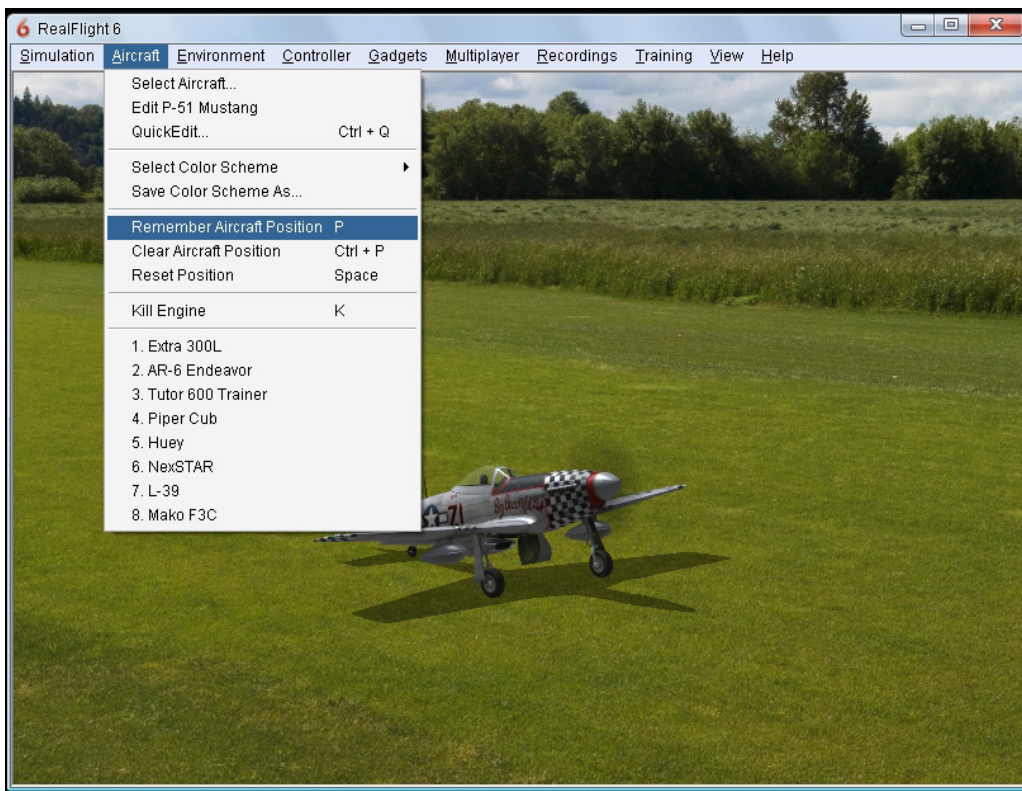 6 RealFlight 6
Simulation Aircraft Environment Controller Gadgets Multiplayer Recordings Training View Help
Select Aircraft...
Edit P-51 Mustang
QuickEdit... Ctrl + Q
Select Color Scheme
Save Color Scheme As...
Remember Aircraft Position P
Clear Aircraft Position Ctrl + P
Reset Position Space
Kill Engine K
1. Extra 300L
2. AR-6 Endeavor
3. Tutor 600 Trainer
4. Piper Cub
5. Huey
6. NexSTAR
7. L-39
8. Mako F3C
ZI